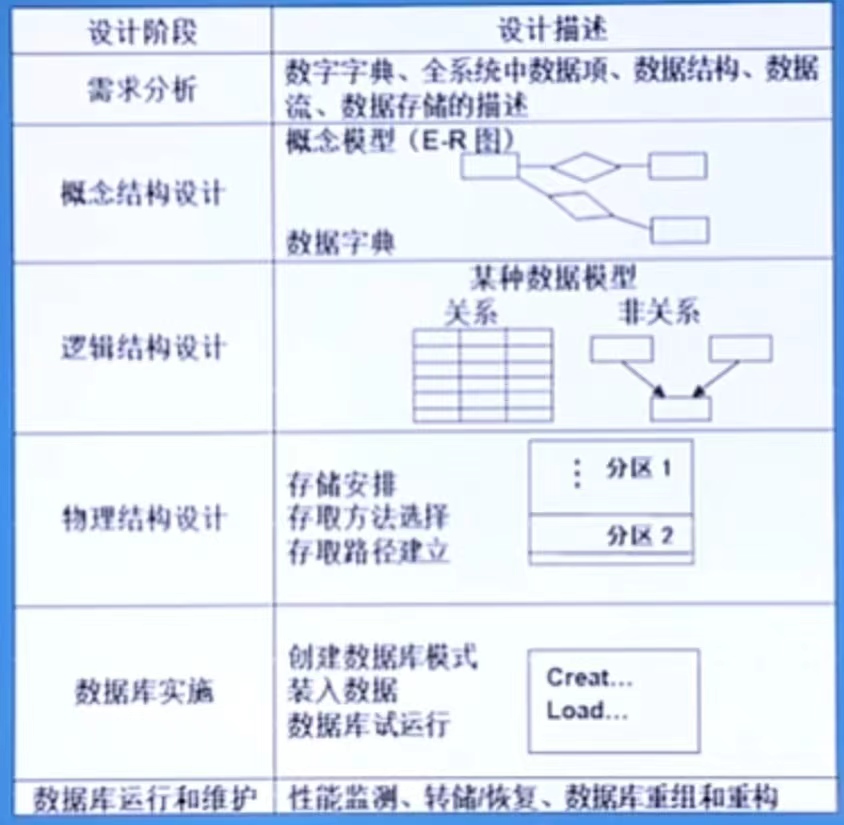 设计阶段
设计描述
需求分析
数字字典、全系统中数据项、数据结构、数据
流、数据存储的描述
概念结构设计
概念模型（E-R 图）
数据字典
逻辑结构设计
某种数据模型
关系
非关系
物理结构设计
存储安排
存取方法选择
存取路径建立
⋮ 分区 1
分区 2
数据库实施
创建数据库模式
装入数据
数据库试运行
Creat...
Load...
数据库运行和维护
性能监测、转储/恢复、数据库重组和重构